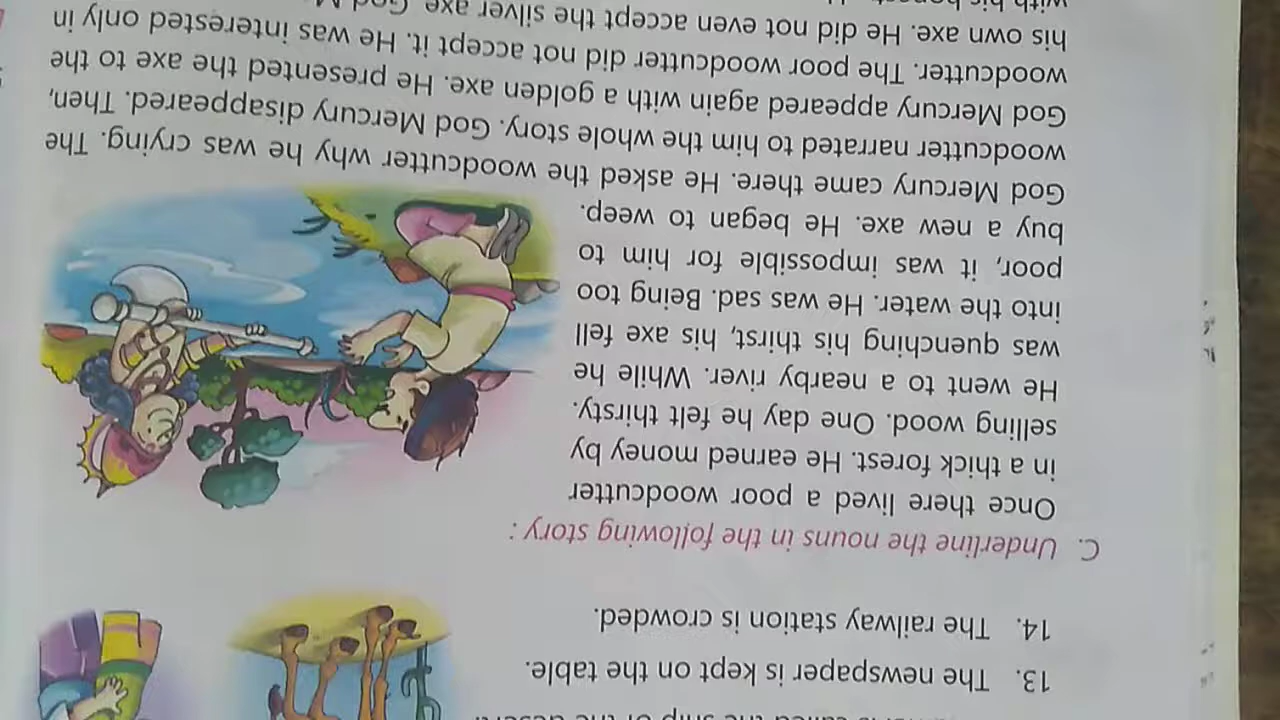 13. The newspaper is kept on the table.
14. The railway station is crowded.
C. Underline the nouns in the following story :
Once there lived a poor woodcutter
in a thick forest. He earned money by
selling wood. One day he felt thirsty.
He went to a nearby river. While he
was quenching his thirst, his axe fell
into the water. He was sad. Being too
poor, it was impossible for him to
buy a new axe. He began to weep.
God Mercury came there. He asked the woodcutter why he was crying. The
woodcutter narrated to him the whole story. God Mercury disappeared. Then,
God Mercury appeared again with a golden axe. He presented the axe to the
woodcutter. The poor woodcutter did not accept it. He was interested only in
his own axe. He did not even accept the silver axe. God
with his